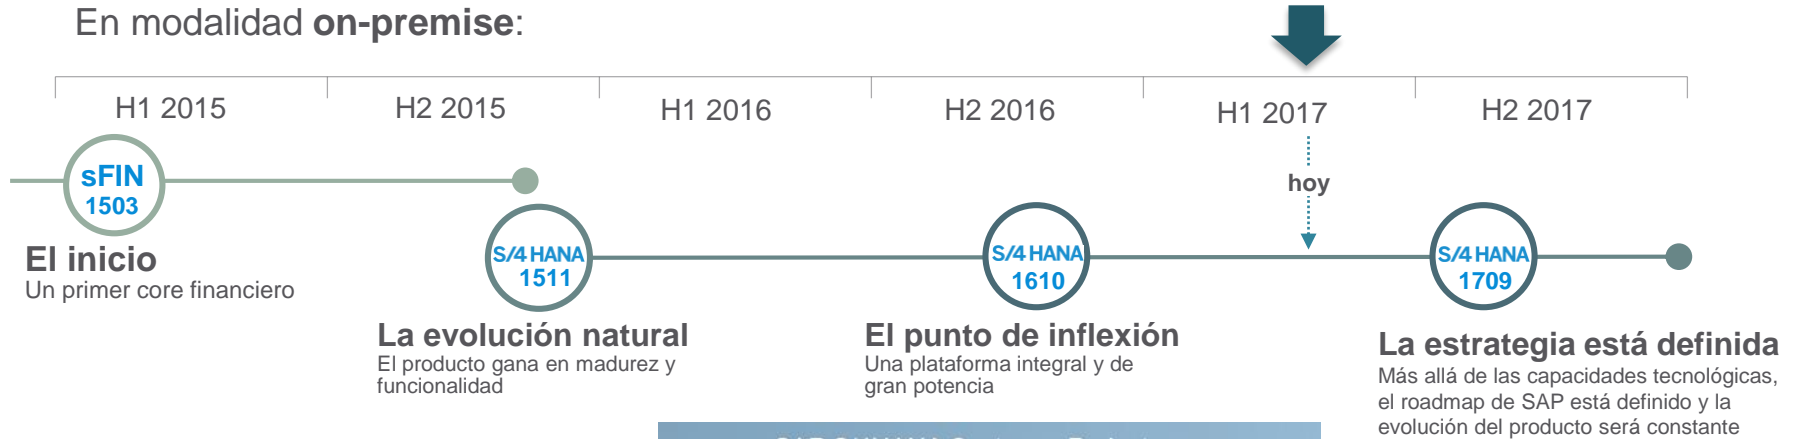 En modalidad on-premise:
H1 2015
H2 2015
H1 2016
H2 2016
H1 2017
H2 2017
sFIN
1503
hoy
El inicio
Un primer core financiero
S/4 HANA
1511
S/4 HANA
1610
S/4 HANA
1709
La evolución natural
El producto gana en madurez y
funcionalidad
El punto de inflexión
Una plataforma integral y de
gran potencia
La estrategia está definida
Más allá de las capacidades tecnológicas,
el roadmap de SAP está definido y la
evolución del producto será constante